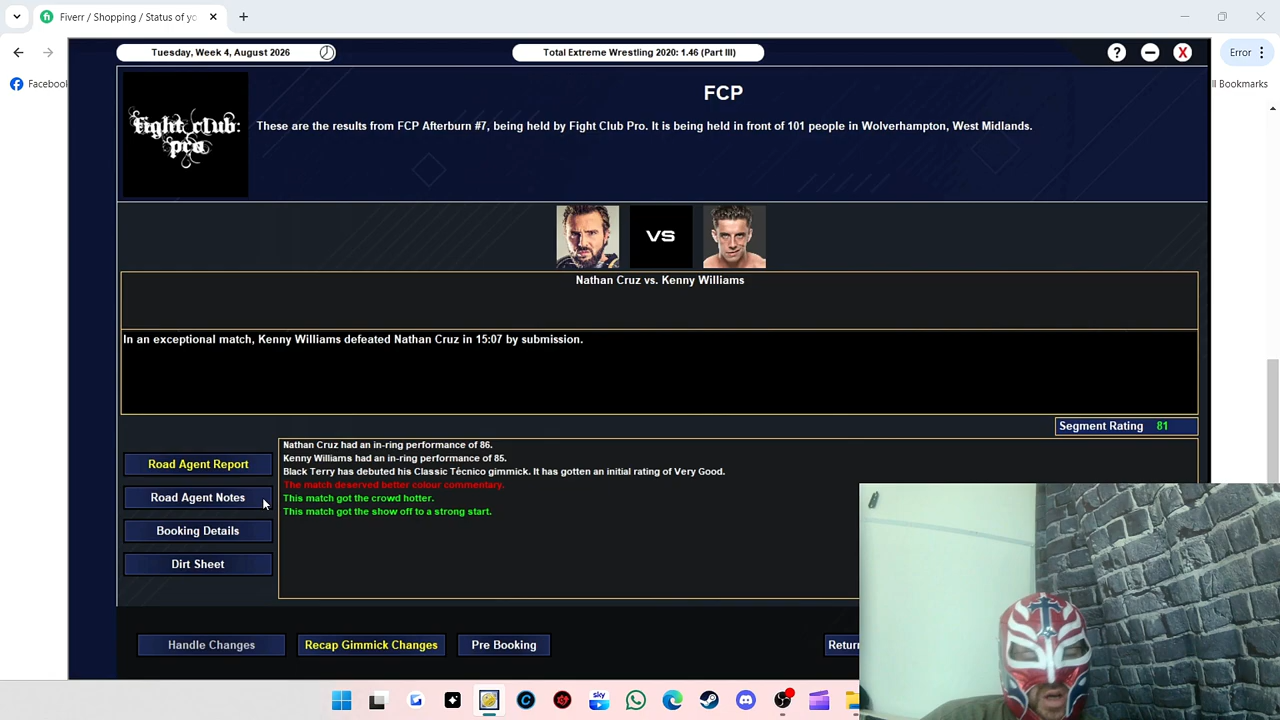 Fiverr / Shopping / Status of yo
Tuesday, Week 4, August 2026
Total Extreme Wrestling 2020: 1.46 (Part III)
?
X
Error
Facebook
ll Bookmarks
FCP
fight club:
pro
These are the results from FCP Afterburn #7, being held by Fight Club Pro. It is being held in front of 101 people in Wolverhampton, West Midlands.
VS
Nathan Cruz vs. Kenny Williams
In an exceptional match, Kenny Williams defeated Nathan Cruz in 15:07 by submission.
Segment Rating 81
Road Agent Report
Road Agent Notes
Booking Details
Dirt Sheet
Nathan Cruz had an in-ring performance of 86.
Kenny Williams had an in-ring performance of 85.
Black Terry has debuted his Classic Técnico gimmick. It has gotten an initial rating of Very Good.
The match deserved better colour commentary.
This match got the crowd hotter.
This match got the show off to a strong start.
Handle Changes
Recap Gimmick Changes
Pre Booking
Return
sky